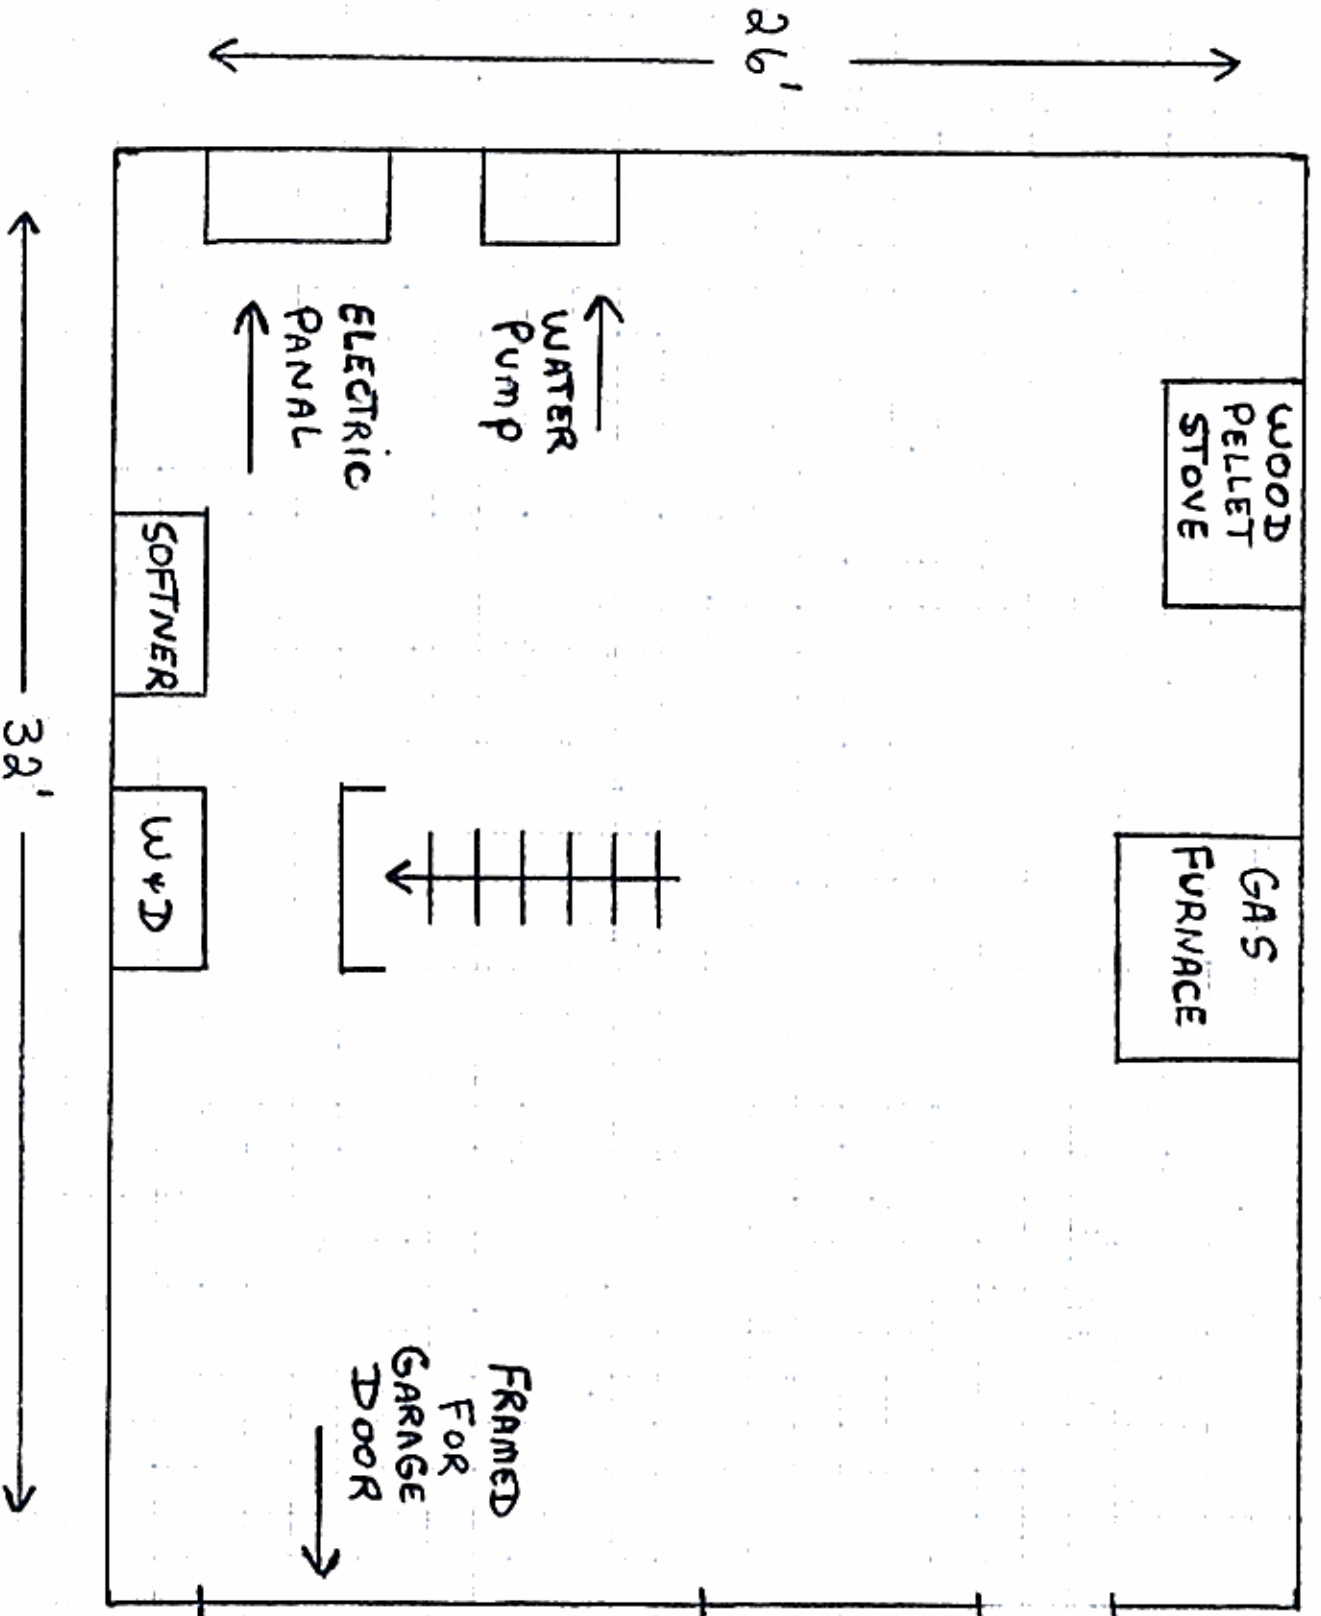 WOOD
PELLET
STOVE
GAS
FURNACE
26'
WATER
PUMP
FRAMED
FOR
GARAGE
DOOR
ELECTRIC
PANAL
SOFTNER
W+D
32'